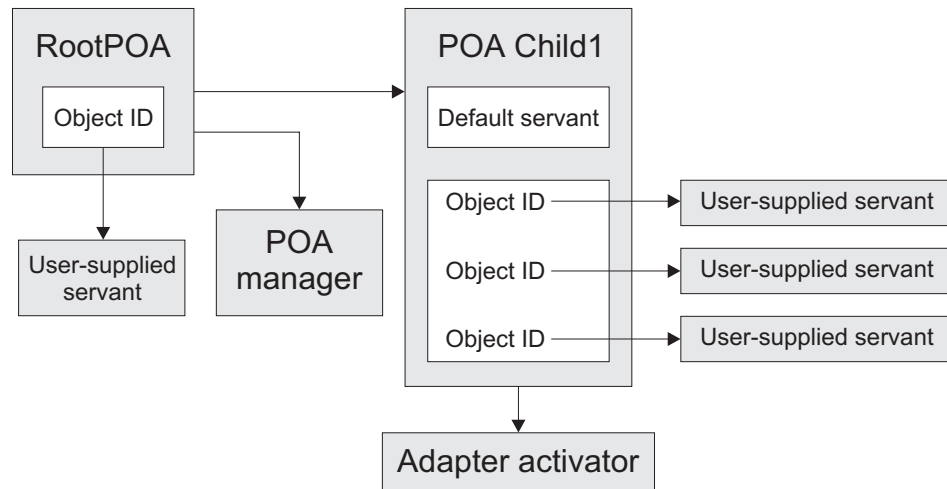 RootPOA
Object ID
User-supplied
servant
POA
manager
POA Child1
Default servant
Object ID
User-supplied servant
Object ID
User-supplied servant
Object ID
User-supplied servant
Adapter activator